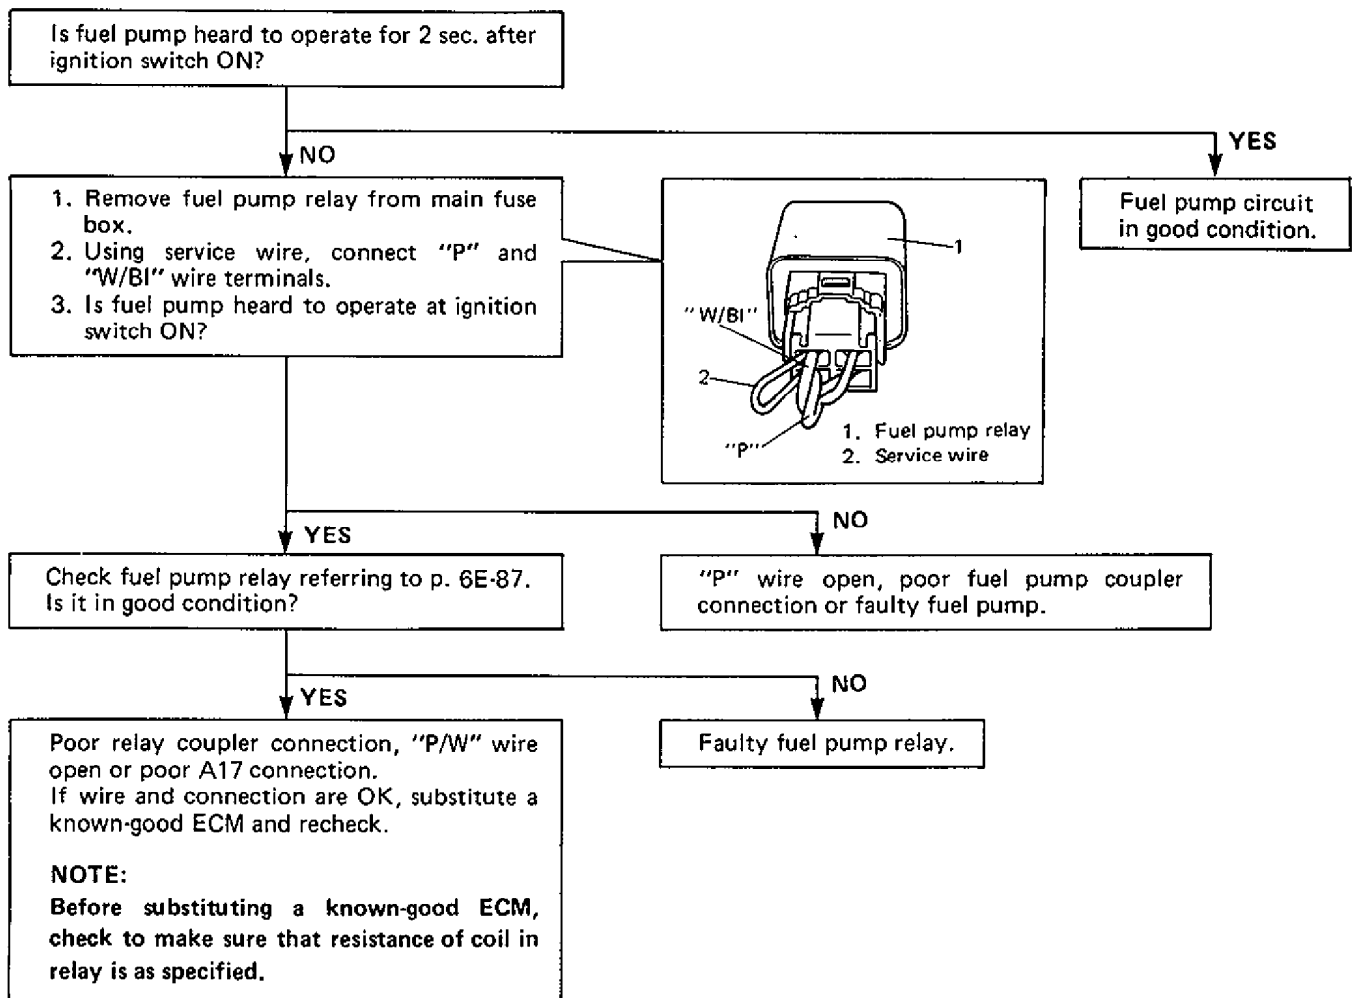 Is fuel pump heard to operate for 2 sec. after
ignition switch ON?
YES
NO
1. Remove fuel pump relay from main fuse
box.
2. Using service wire, connect "P" and
"W/Bl" wire terminals.
3. Is fuel pump heard to operate at ignition
switch ON?
1
"W/Bl"
2
"P"
1. Fuel pump relay
2. Service wire
Fuel pump circuit
in good condition.
YES
NO
Check fuel pump relay referring to p. 6E-87.
Is it in good condition?
"P" wire open, poor fuel pump coupler
connection or faulty fuel pump.
YES
NO
Poor relay coupler connection, "P/W" wire
open or poor A17 connection.
If wire and connection are OK, substitute a
known-good ECM and recheck.
NOTE:
Before substituting a known-good ECM,
check to make sure that resistance of coil in
relay is as specified.
Faulty fuel pump relay.